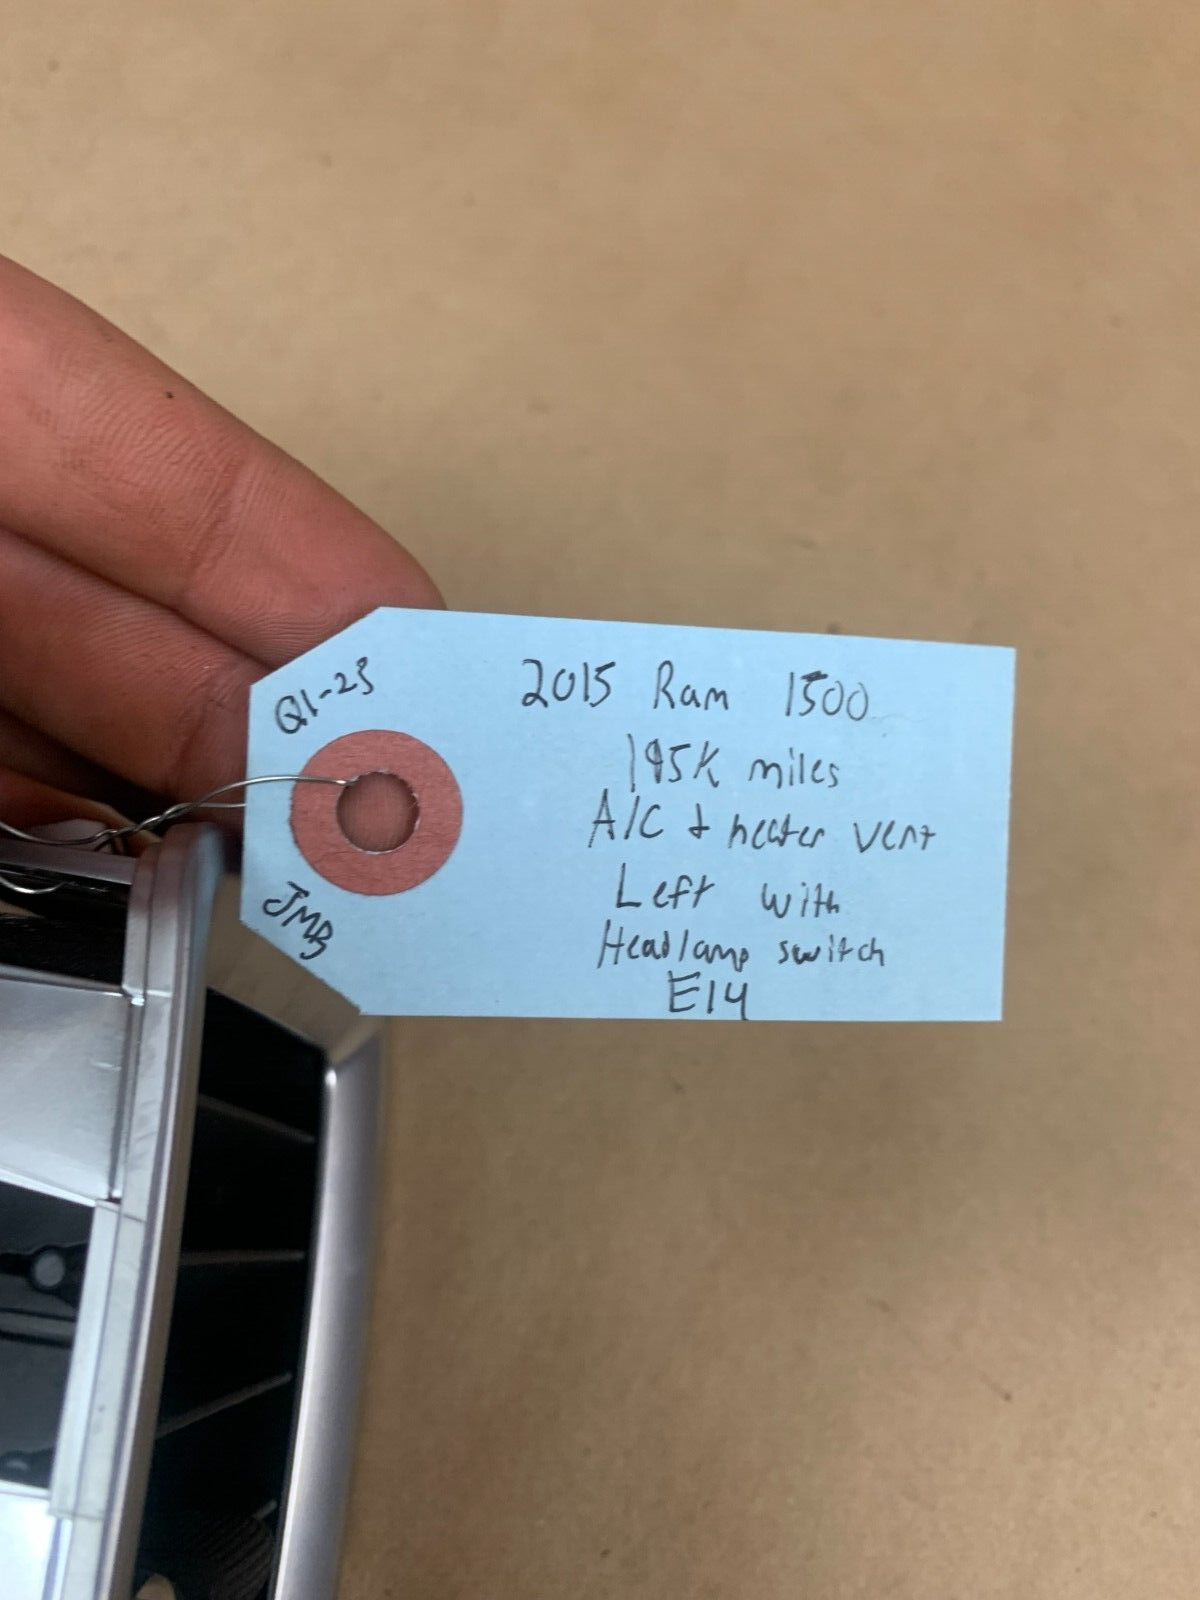 Q1-23
2015 Ram 1500
195K miles
A/C + heater vent
Left with
Headlamp switch
E14
JMB